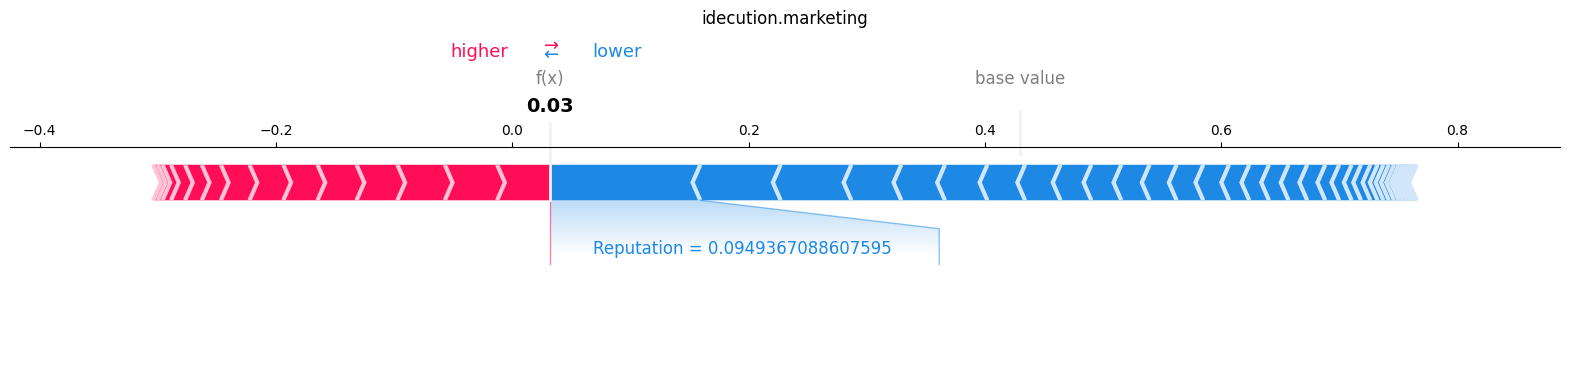 idecution.marketing
higher ⇄ lower
f(x) base value
0.03
−0.4 −0.2 0.0 0.2 0.4 0.6 0.8
Reputation = 0.0949367088607595